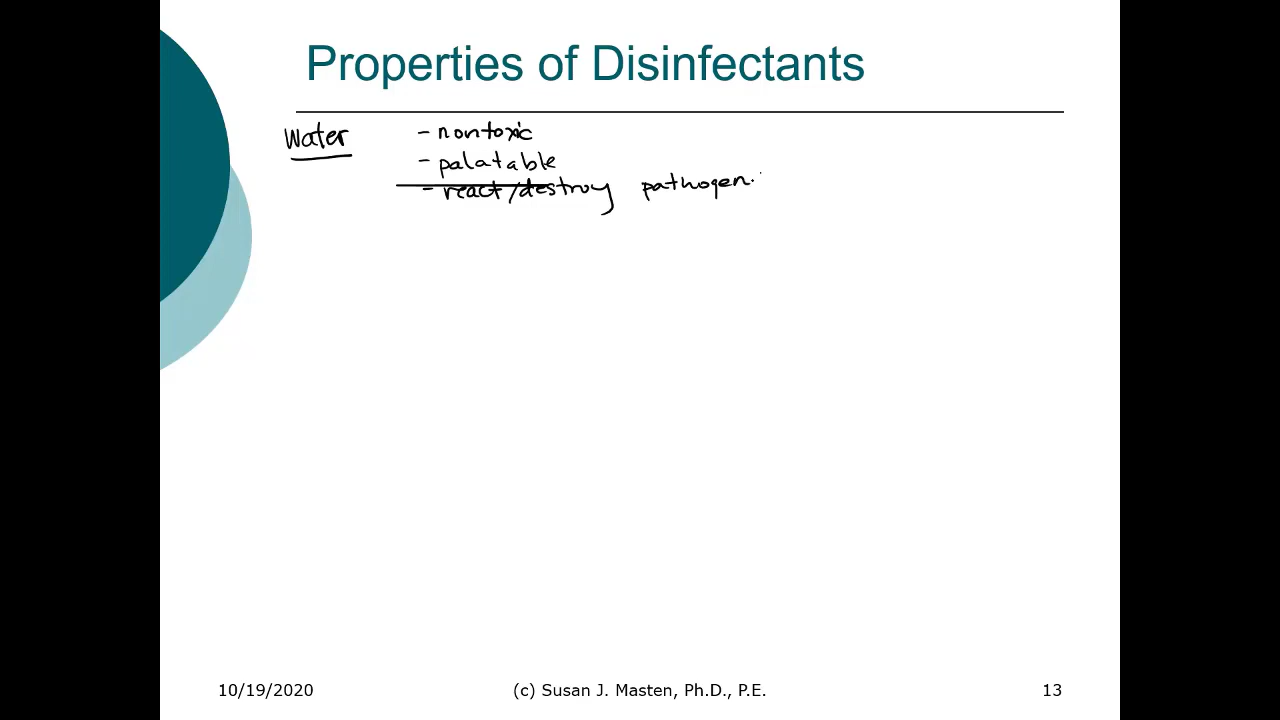 Properties of Disinfectants
Water - nontoxic
- palatable
- react/destroy pathogen
10/19/2020 (c) Susan J. Masten, Ph.D., P.E. 13